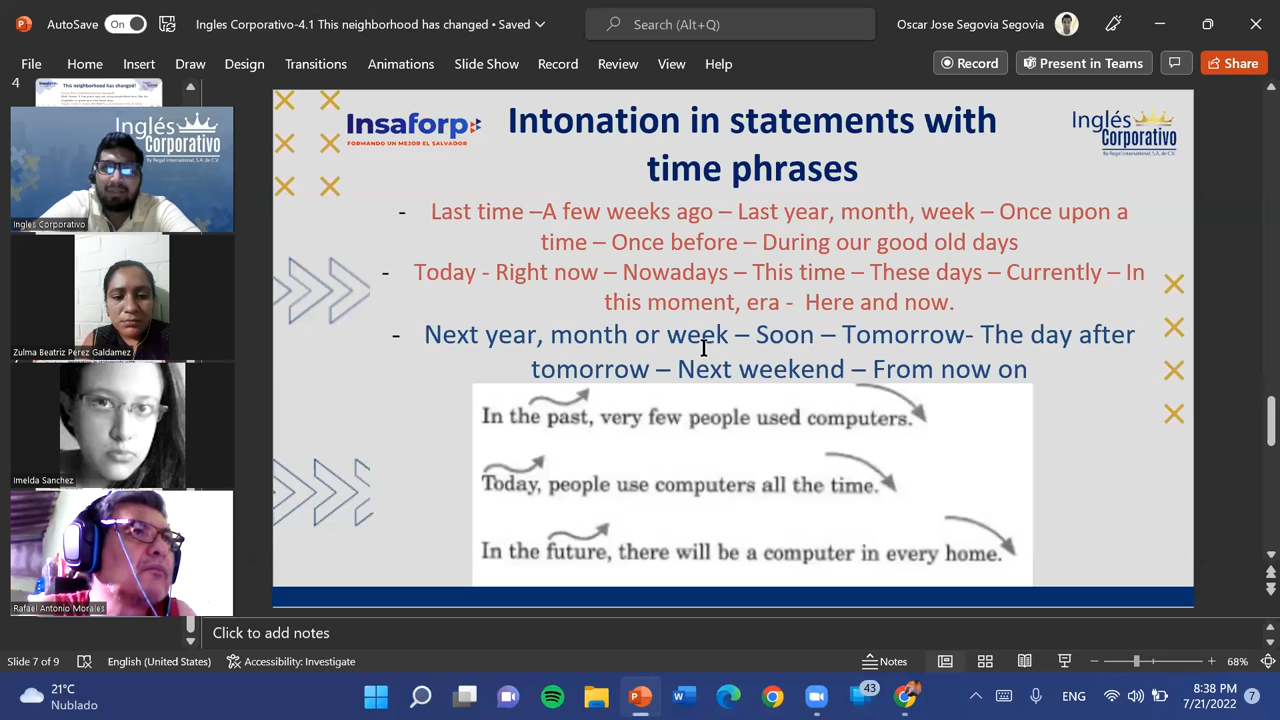 AutoSave On Ingles Corporativo-4.1 This neighborhood has changed • Saved Search (Alt+Q) Oscar Jose Segovia Segovia
File Home Insert Draw Design Transitions Animations Slide Show Record Review View Help Record Present in Teams Share
4
This neighborhood has changed!
Inglés Corporativo
By Regal International, S.A. de C.V.
Ingles Corporativo
Zulma Beatriz Perez Galdamez
Imelda Sanchez
Rafael Antonio Morales
Insaforp
FORMANDO UN MEJOR EL SALVADOR
Intonation in statements with
time phrases
Inglés
Corporativo
By Regal International, S.A. de C.V.
- Last time –A few weeks ago – Last year, month, week – Once upon a
time – Once before – During our good old days
- Today - Right now – Nowadays – This time – These days – Currently – In
this moment, era - Here and now.
- Next year, month or week – Soon – Tomorrow- The day after
tomorrow – Next weekend – From now on
In the past, very few people used computers.
Today, people use computers all the time.
In the future, there will be a computer in every home.
Click to add notes
Slide 7 of 9 English (United States) Accessibility: Investigate Notes 68%
21°C
Nublado
43
ENG
8:38 PM
7/21/2022
7